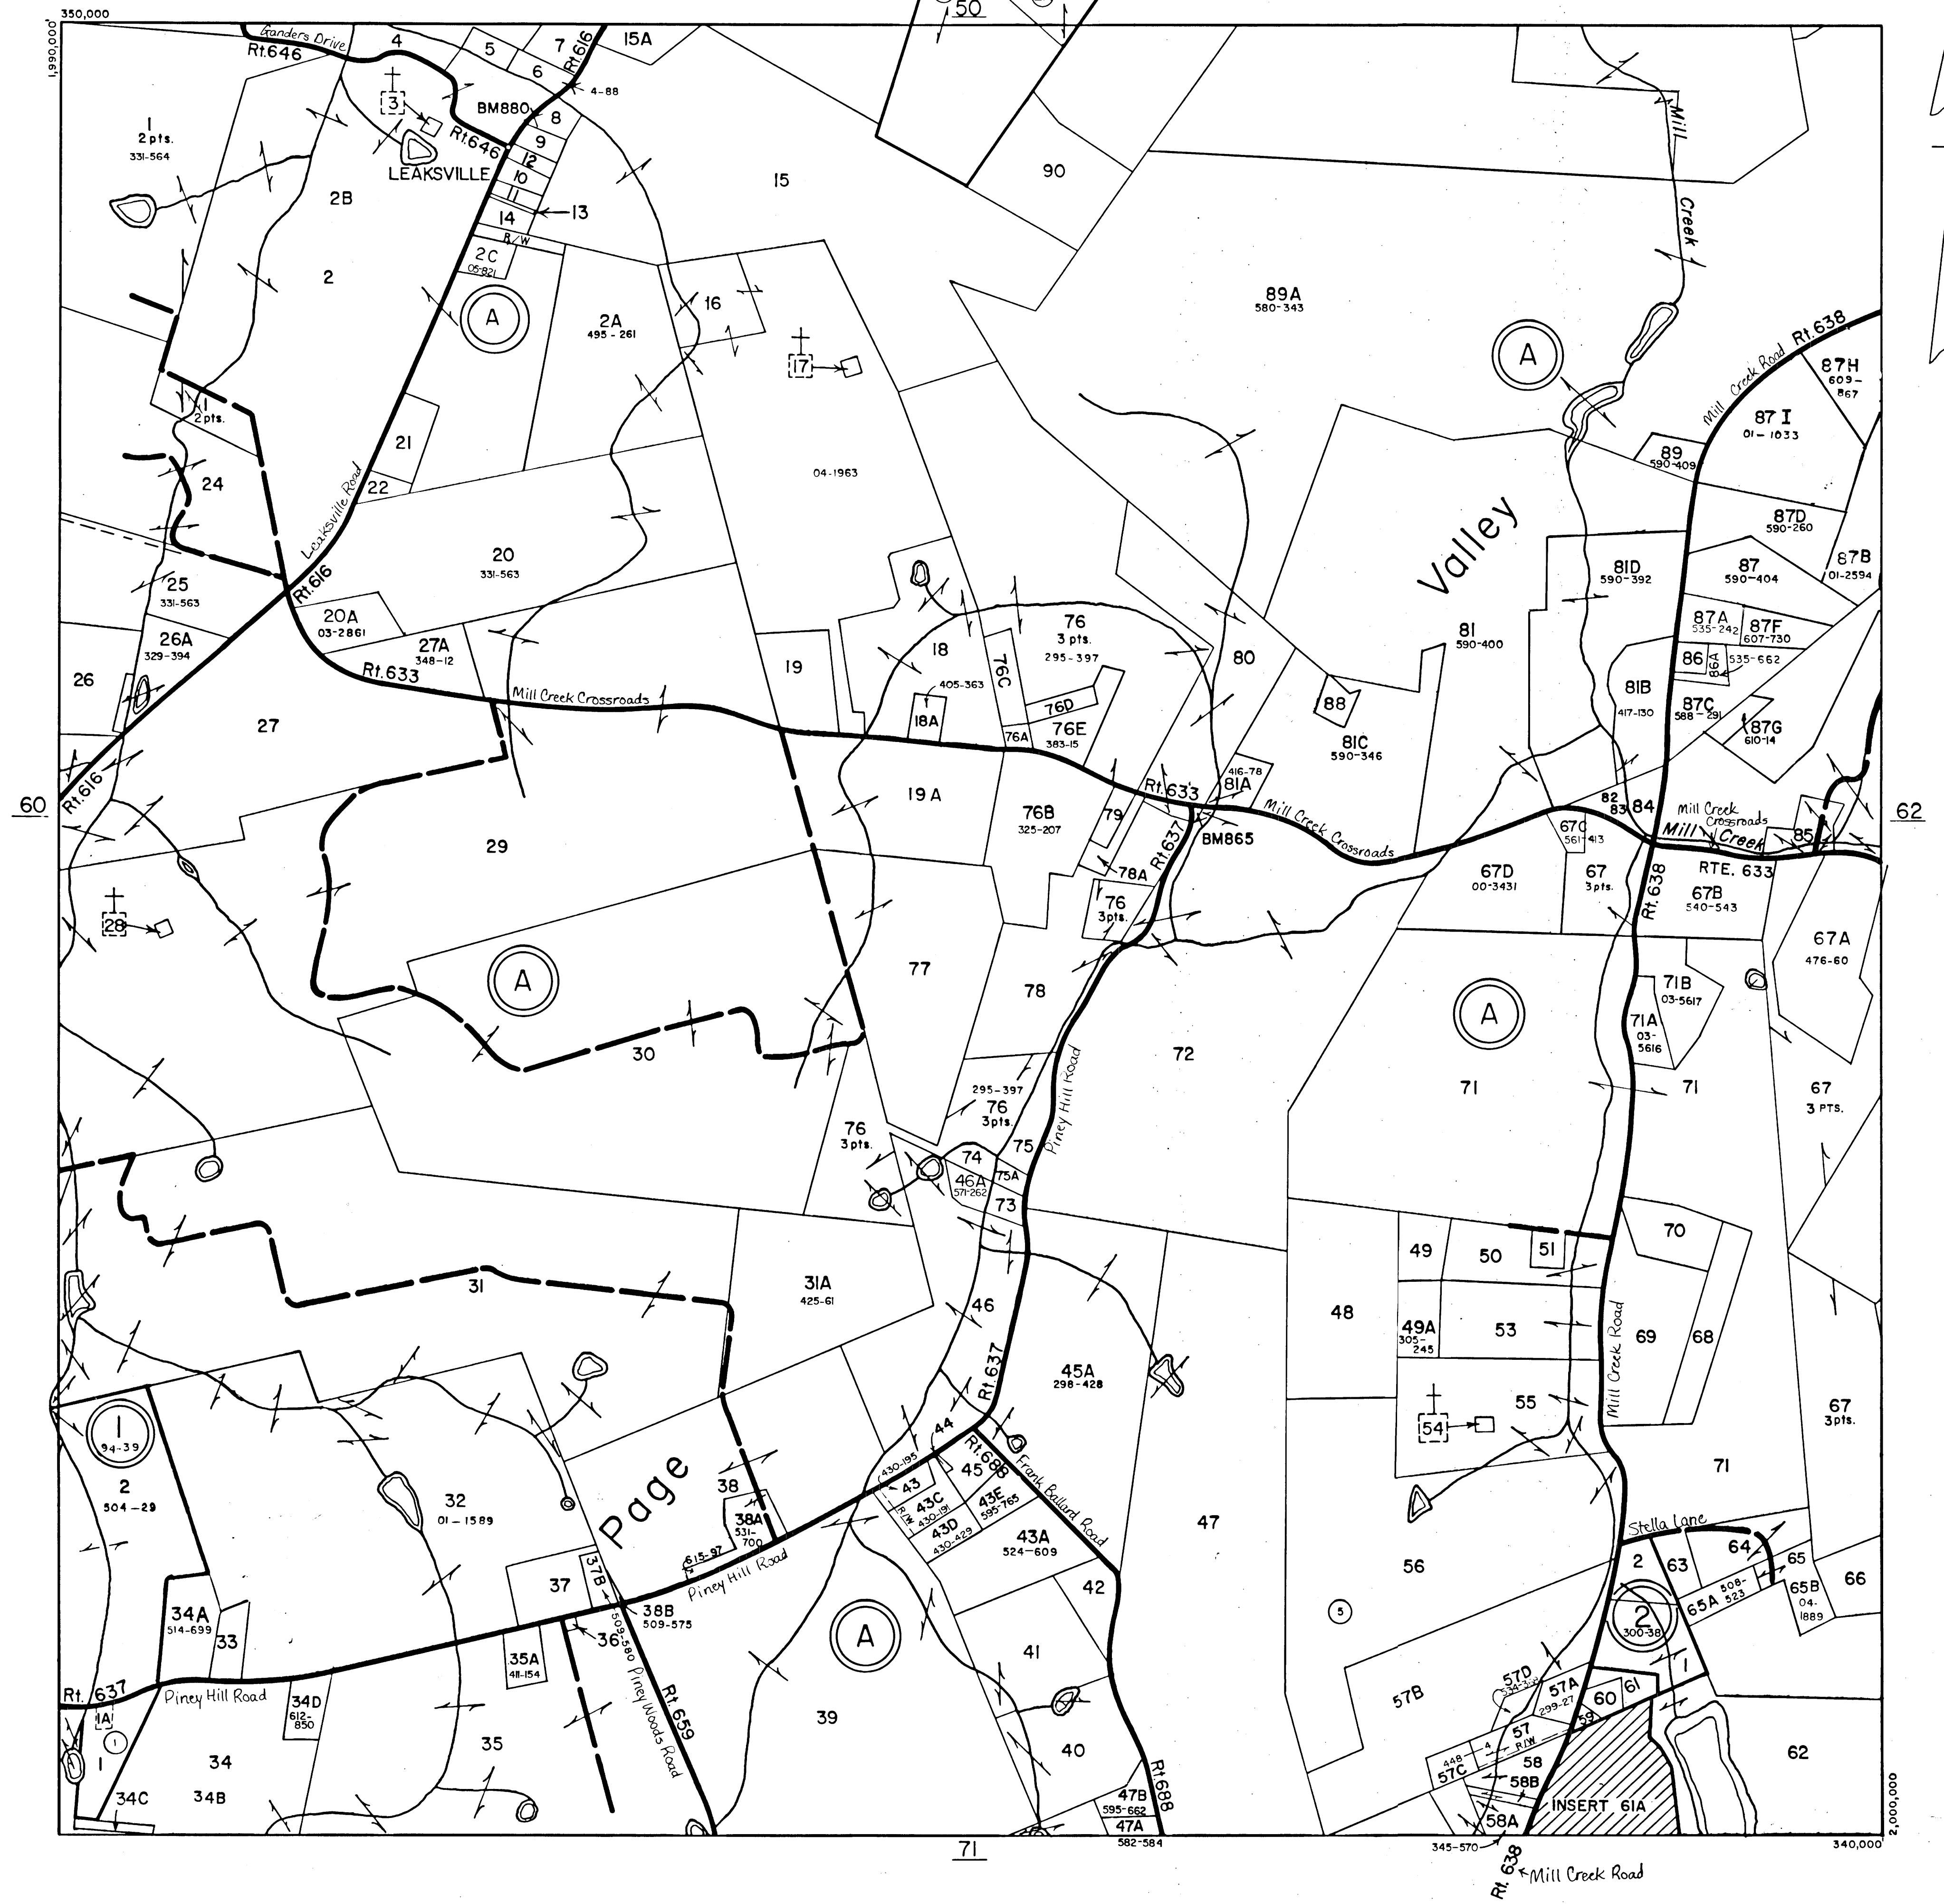 350,000
1,990,000
50
Ganders Drive
Rt.646
4
5
7
6
Rt.616
15A
4-88
3
BM880
8
9
12
10
11
13
14
R/W
Rt.646
LEAKSVILLE
1
2 pts.
331-564
2B
2
2C
05-821
A
2A
495-261
15
16
17
90
Mill
Creek
89A
580-343
A
Mill Creek Road
Rt.638
87H
609-
867
87 I
01-1033
89
590-409
87D
590-260
87B
01-2594
87
590-404
81D
590-392
87A
535-242
87F
607-730
86
86A
535-662
81B
417-130
87C
588-291
87G
610-14
Valley
1
2 pts.
21
22
24
Leaksville Road
04-1963
20
331-563
25
331-563
Rt.616
20A
03-2861
27A
348-12
26A
329-394
26
27
Rt.633
Mill Creek Crossroads
19
18
405-363
18A
76C
76
3 pts.
295-397
76D
76E
383-15
76A
80
81
590-400
88
81C
590-346
60
Rt.616
62
29
19A
76B
325-207
79
78A
Rt.633
416-78
81A
Mill Creek Crossroads
Rt.637
BM865
82
83
84
67C
561-413
Mill Creek
Crossroads
Mill Creek
85
RTE. 633
67D
00-3431
67
3pts.
67B
540-543
Rt.638
76
3pts.
28
A
77
78
67A
476-60
71B
03-5617
71A
03-
5616
A
30
72
71
71
67
3 PTS.
295-397
76
3pts.
76
3pts.
Piney Hill Road
75
74
75A
46A
571-262
73
70
49
50
51
31
31A
425-61
46
48
49A
305-
245
53
Mill Creek Road
69
68
45A
298-428
Rt.637
54
55
67
3pts.
1
94-39
2
504-29
32
01-1589
Page
38
38A
531-
700
615-97
430-195
44
45
Rt.688
Frank Ballard Road
43
R/W
43C
430-191
43E
595-765
43D
430-429
43A
524-609
47
71
Stella Lane
56
2
63
64
65
66
65A
508-
523
65B
04-
1889
2
300-38
1
5
37
37B
Piney Hill Road
38B
509-575
42
34A
514-699
33
35A
411-154
36
509-580
Piney Woods Road
Rt. 659
A
41
57B
57D
57A
299-27
60
61
59
Rt. 637
Piney Hill Road
1A
1
1
34D
612-
850
34
34B
34C
35
39
40
Rt.688
47B
595-662
47A
582-584
57
R/W
448-4
57C
58
58B
58A
INSERT 61A
62
345-570
71
340,000
2,000,000
Rt. 638
Mill Creek Road